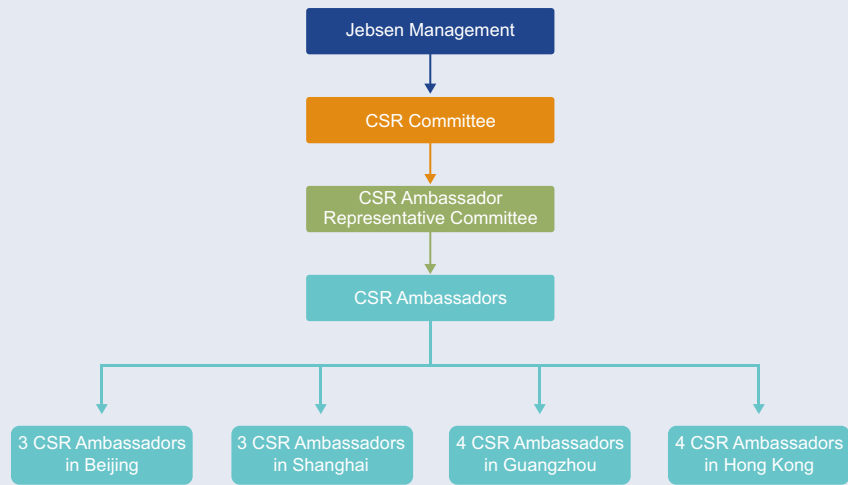 Jebsen Management
CSR Committee
CSR Ambassador
Representative Committee
CSR Ambassadors
3 CSR Ambassadors
in Beijing
3 CSR Ambassadors
in Shanghai
4 CSR Ambassadors
in Guangzhou
4 CSR Ambassadors
in Hong Kong